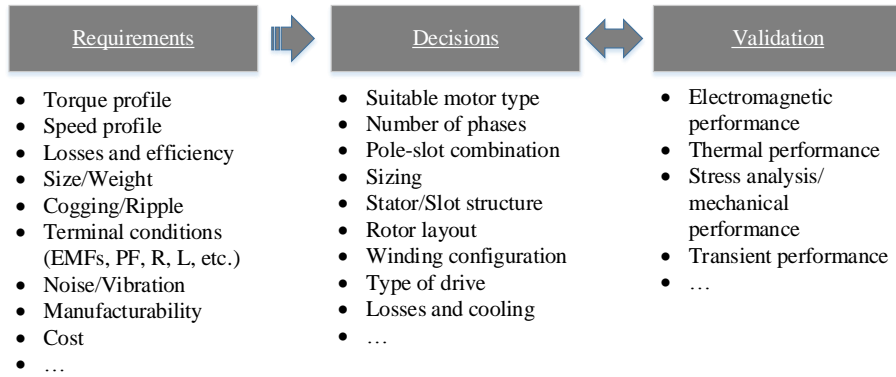 Requirements
• Torque profile
• Speed profile
• Losses and efficiency
• Size/Weight
• Cogging/Ripple
• Terminal conditions
(EMFs, PF, R, L, etc.)
• Noise/Vibration
• Manufacturability
• Cost
• …
Decisions
• Suitable motor type
• Number of phases
• Pole-slot combination
• Sizing
• Stator/Slot structure
• Rotor layout
• Winding configuration
• Type of drive
• Losses and cooling
• …
Validation
• Electromagnetic
performance
• Thermal performance
• Stress analysis/
mechanical
performance
• Transient performance
• …